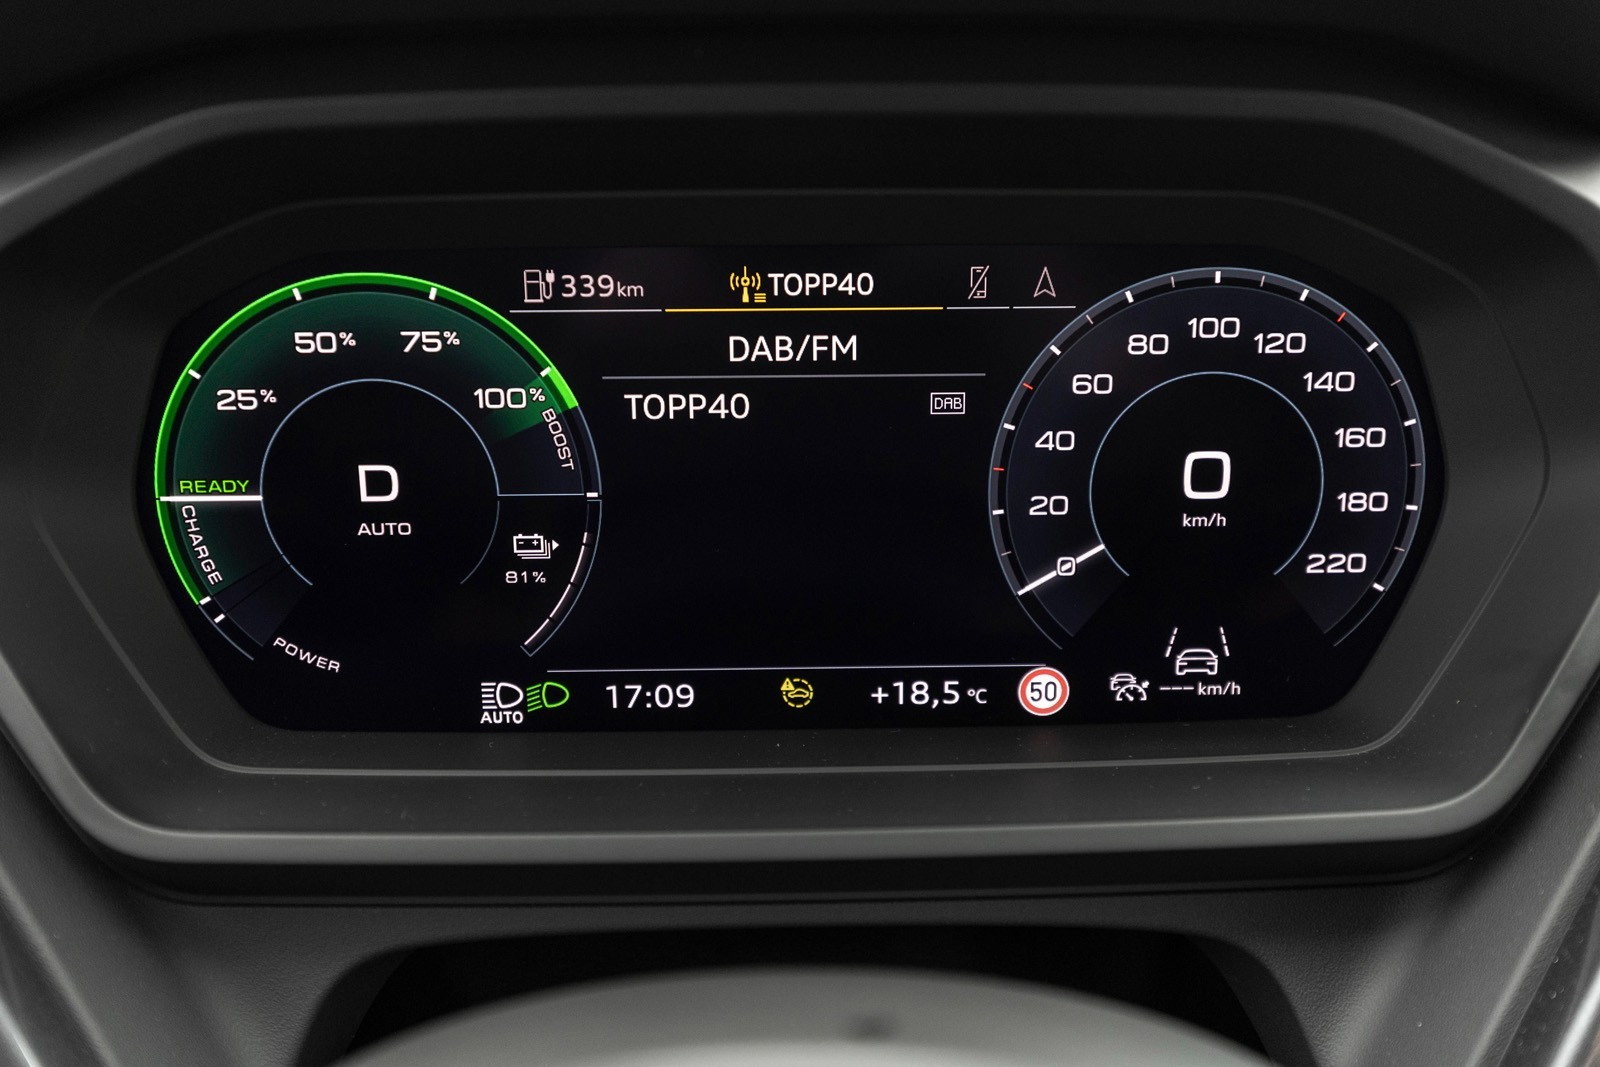 339km
TOPP40
DAB/FM
TOPP40
DAB
25%
50%
75%
100%
BOOST
READY
CHARGE
POWER
D
AUTO
81%
0
20
40
60
80
100
120
140
160
180
220
0
km/h
AUTO
17:09
+18,5 °C
50
--- km/h